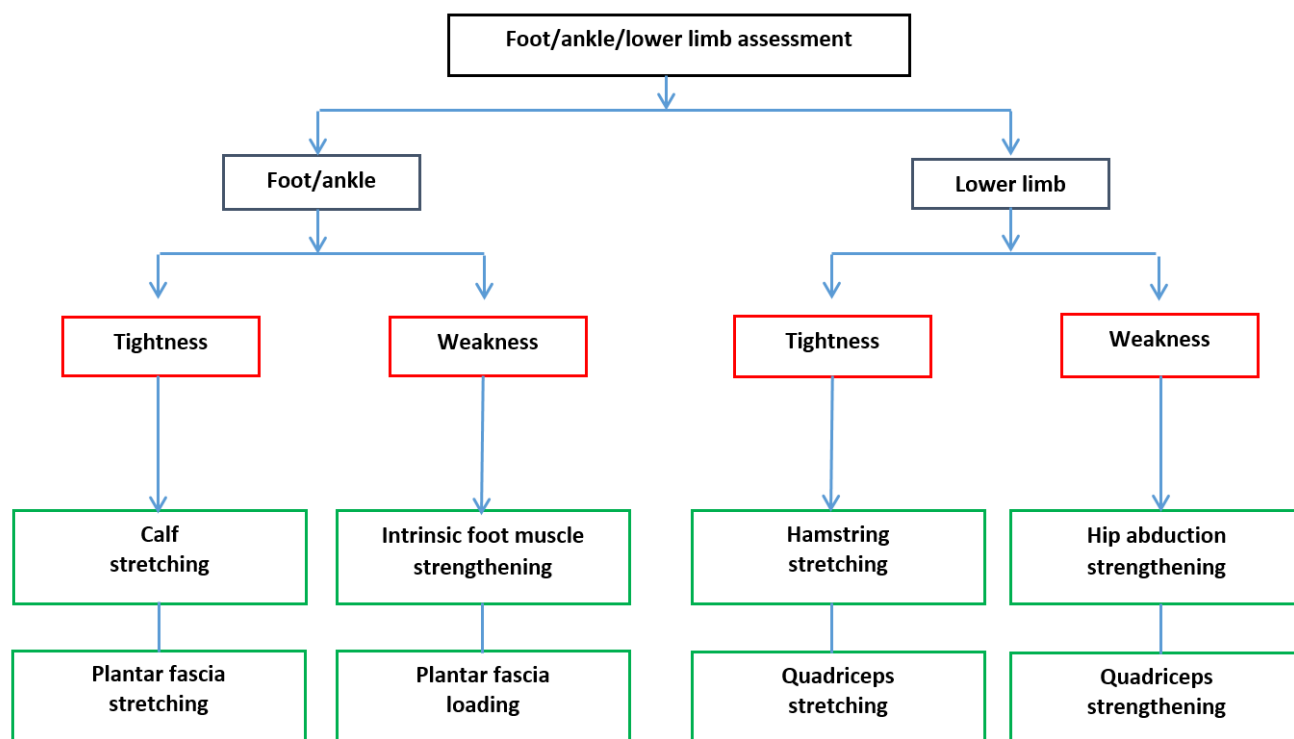 Foot/ankle/lower limb assessment
Foot/ankle
Lower limb
Tightness
Weakness
Tightness
Weakness
Calf
stretching
Intrinsic foot muscle
strengthening
Hamstring
stretching
Hip abduction
strengthening
Plantar fascia
stretching
Plantar fascia
loading
Quadriceps
stretching
Quadriceps
strengthening